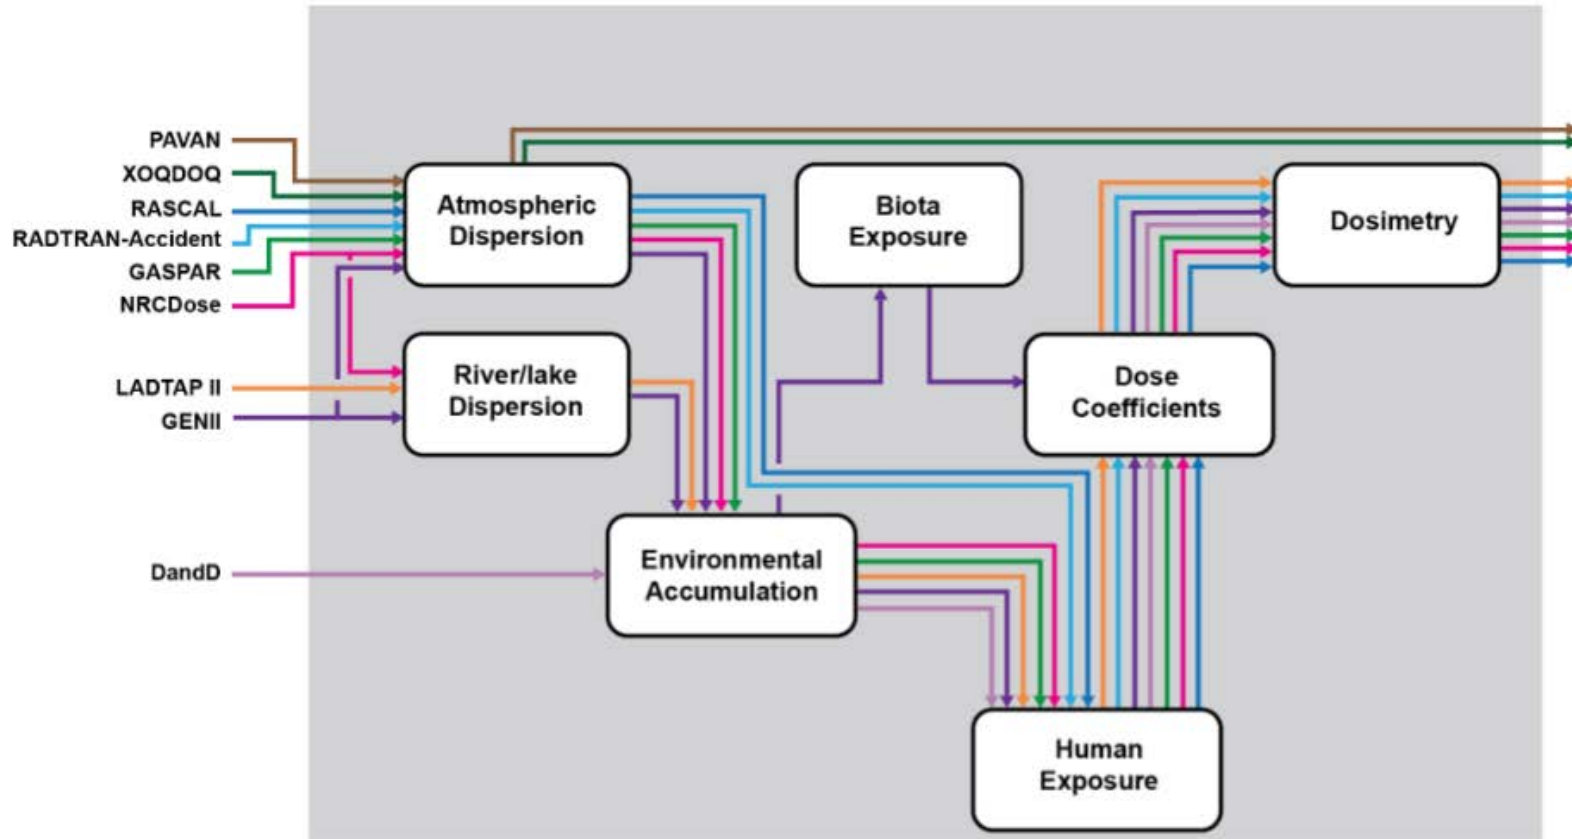 PAVAN
XOQDOQ
RASCAL
RADTRAN-Accident
GASPAR
NRCDose
LADTAP II
GENII
DandD
Atmospheric
Dispersion
Biota
Exposure
Dosimetry
River/lake
Dispersion
Dose
Coefficients
Environmental
Accumulation
Human
Exposure